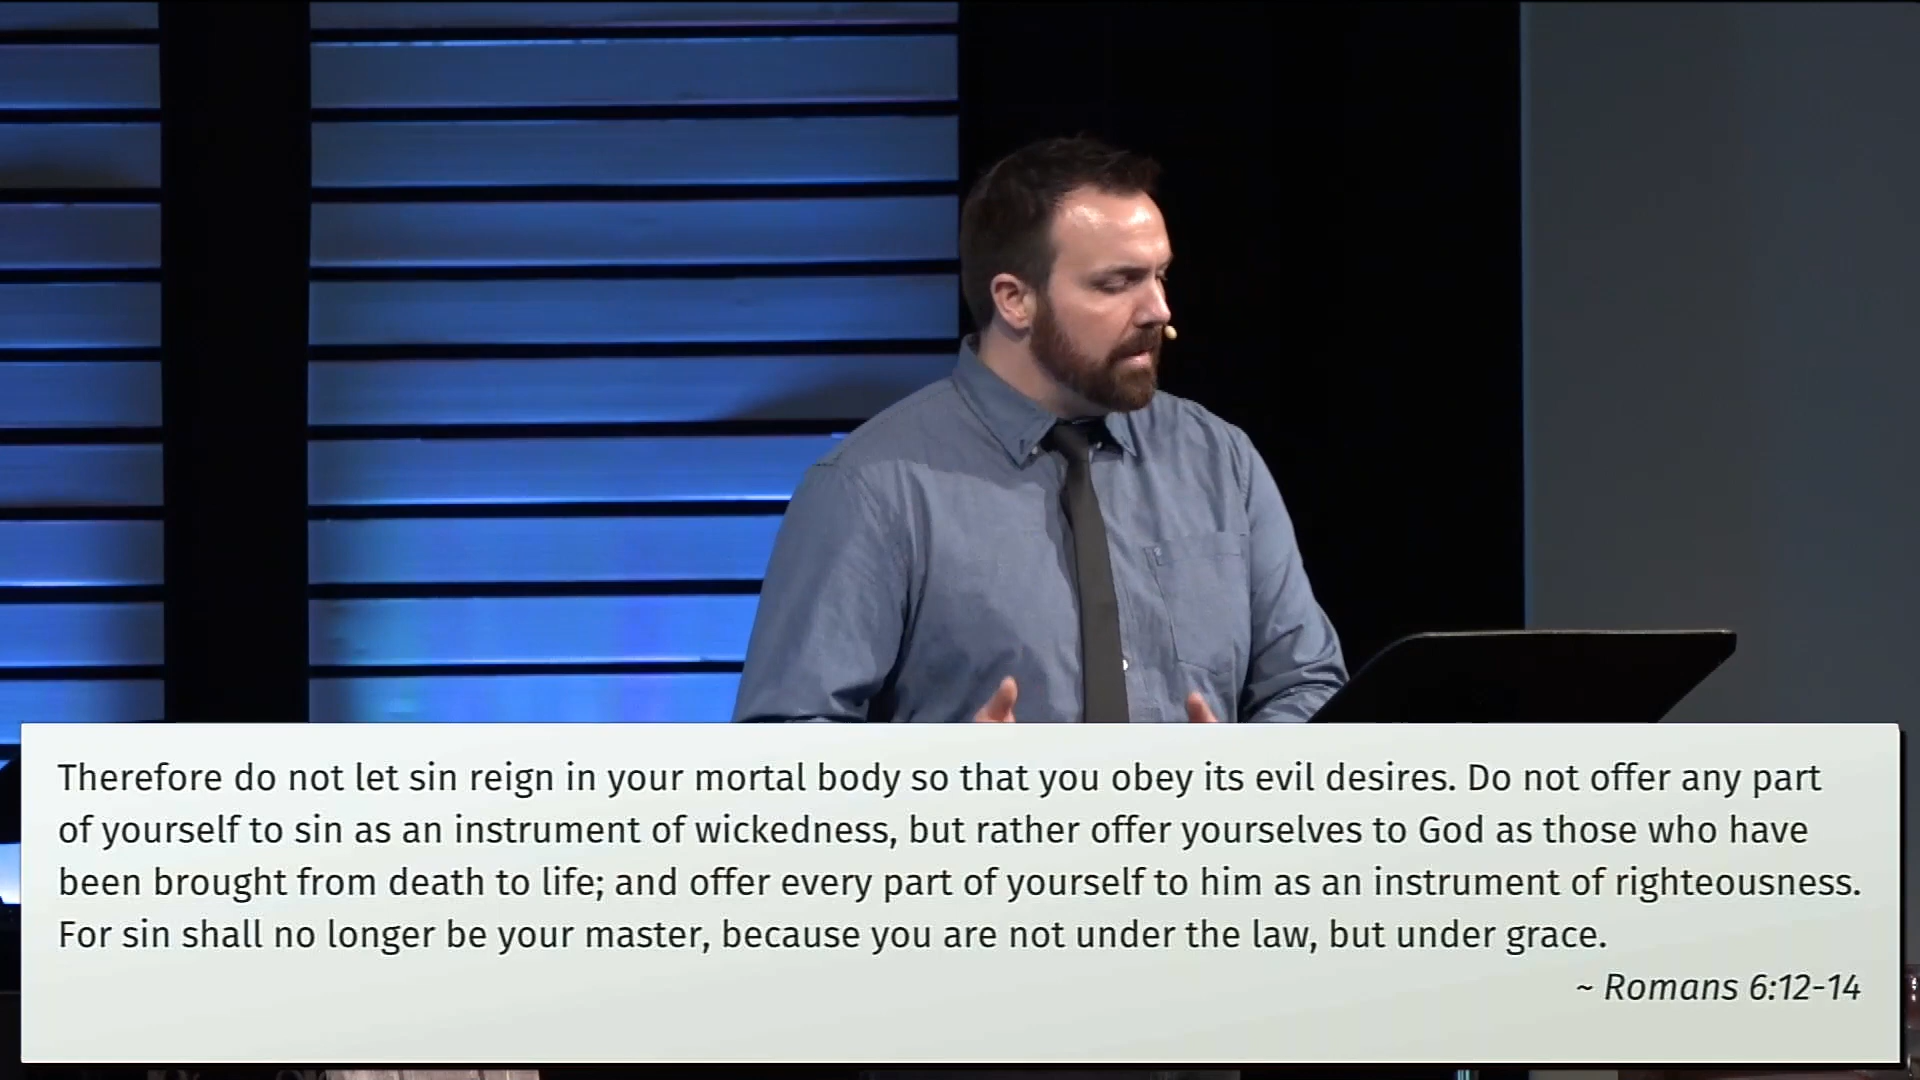 Therefore do not let sin reign in your mortal body so that you obey its evil desires. Do not offer any part
of yourself to sin as an instrument of wickedness, but rather offer yourselves to God as those who have
been brought from death to life; and offer every part of yourself to him as an instrument of righteousness.
For sin shall no longer be your master, because you are not under the law, but under grace.
~ Romans 6:12-14